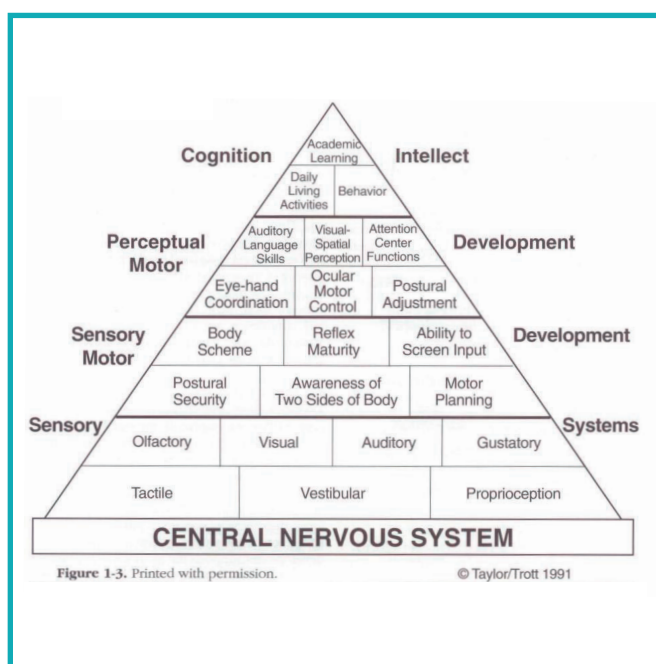 Academic
Learning
Cognition
Intellect
Daily
Living
Activities
Behavior
Perceptual
Motor
Auditory
Language
Skills
Visual-
Spatial
Perception
Attention
Center
Functions
Development
Eye-hand
Coordination
Ocular
Motor
Control
Postural
Adjustment
Sensory
Motor
Body
Scheme
Reflex
Maturity
Ability to
Screen Input
Development
Postural
Security
Awareness of
Two Sides of Body
Motor
Planning
Sensory
Systems
Olfactory
Visual
Auditory
Gustatory
Tactile
Vestibular
Proprioception
CENTRAL NERVOUS SYSTEM
Figure 1-3. Printed with permission.
© Taylor/Trott 1991